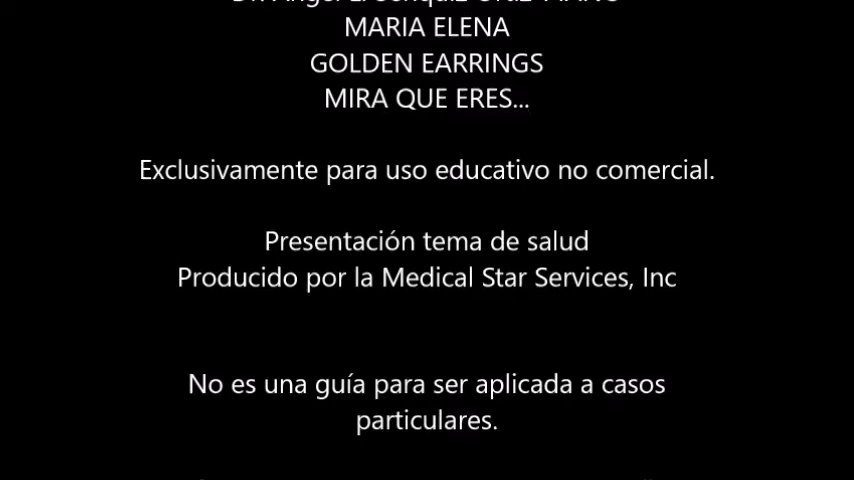 MARIA ELENA
GOLDEN EARRINGS
MIRA QUE ERES...
Exclusivamente para uso educativo no comercial.
Presentación tema de salud
Producido por la Medical Star Services, Inc
No es una guía para ser aplicada a casos
particulares.